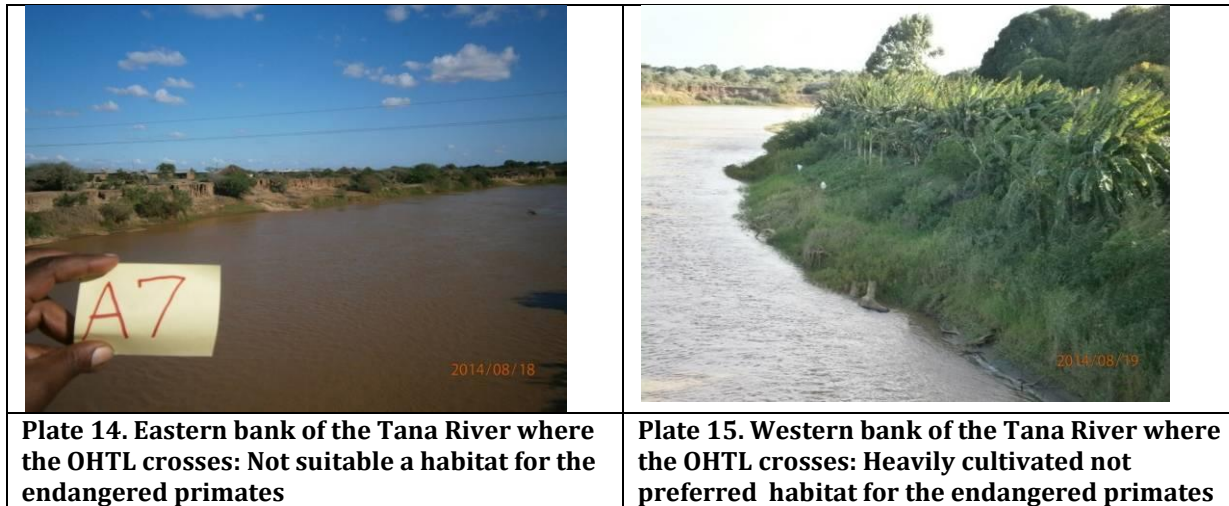 A7
2014/08/18
2014/08/19
Plate 14. Eastern bank of the Tana River where
the OHTL crosses: Not suitable a habitat for the
endangered primates
Plate 15. Western bank of the Tana River where
the OHTL crosses: Heavily cultivated not
preferred habitat for the endangered primates